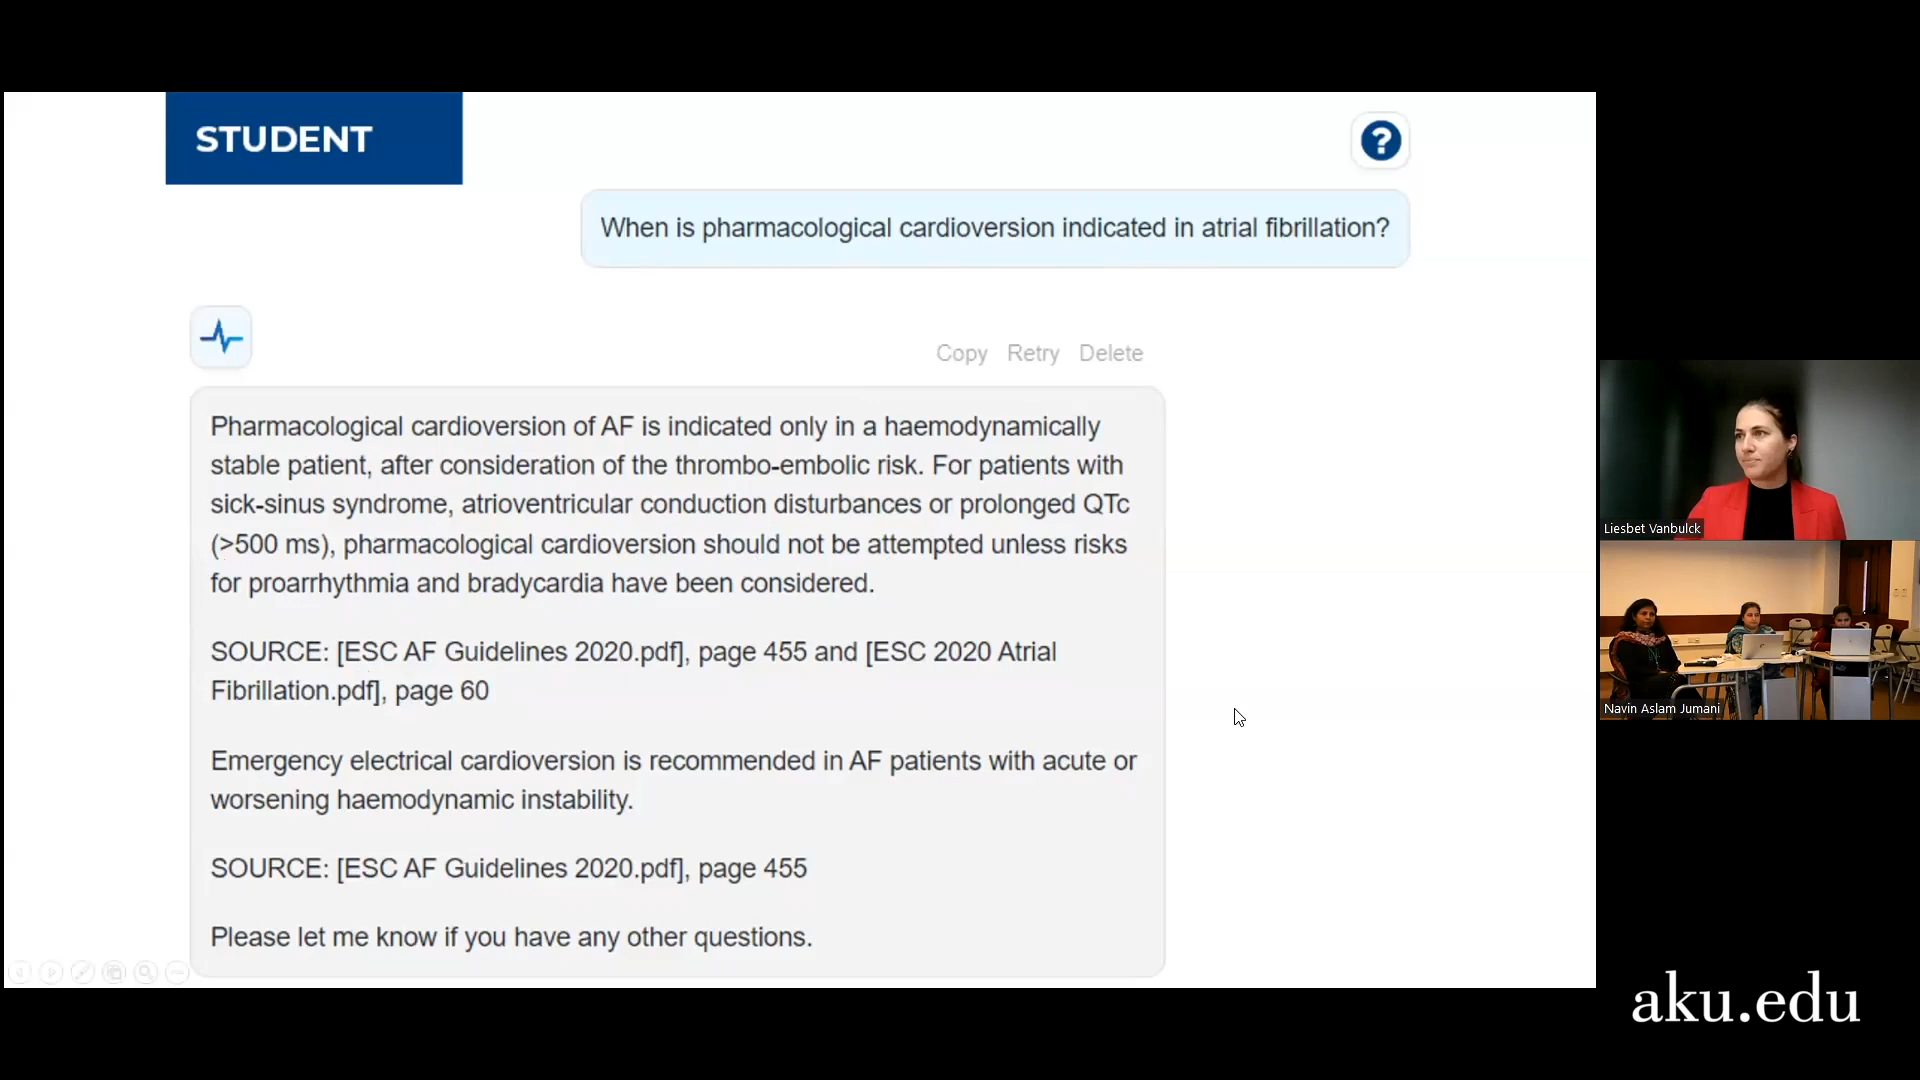 STUDENT
?
When is pharmacological cardioversion indicated in atrial fibrillation?
Copy Retry Delete
Pharmacological cardioversion of AF is indicated only in a haemodynamically
stable patient, after consideration of the thrombo-embolic risk. For patients with
sick-sinus syndrome, atrioventricular conduction disturbances or prolonged QTc
(>500 ms), pharmacological cardioversion should not be attempted unless risks
for proarrhythmia and bradycardia have been considered.
SOURCE: [ESC AF Guidelines 2020.pdf], page 455 and [ESC 2020 Atrial
Fibrillation.pdf], page 60
Emergency electrical cardioversion is recommended in AF patients with acute or
worsening haemodynamic instability.
SOURCE: [ESC AF Guidelines 2020.pdf], page 455
Please let me know if you have any other questions.
Liesbet Vanbulck
Navin Aslam Jumani
aku.edu